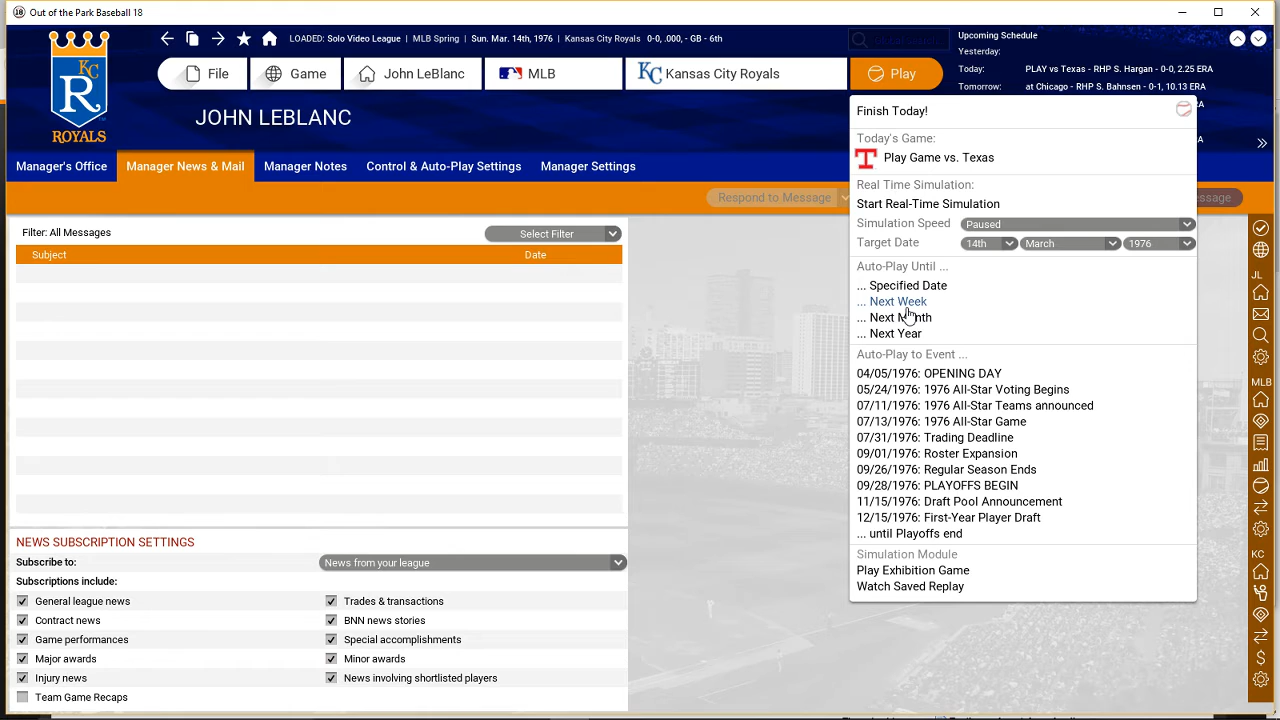 Out of the Park Baseball 18
LOADED: Solo Video League | MLB Spring | Sun. Mar. 14th, 1976 | Kansas City Royals 0-0, .000, - GB - 6th
Upcoming Schedule
Yesterday:
Today: PLAY vs Texas - RHP S. Hargan - 0-0, 2.25 ERA
Tomorrow: at Chicago - RHP S. Bahnsen - 0-1, 10.13 ERA
KC
ROYALS
File
Game
John LeBlanc
MLB
KC Kansas City Royals
Play
JOHN LEBLANC
Manager's Office
Manager News & Mail
Manager Notes
Control & Auto-Play Settings
Manager Settings
Respond to Message
Finish Today!
Today's Game:
T Play Game vs. Texas
Real Time Simulation:
Start Real-Time Simulation
Simulation Speed Paused
Target Date 14th March 1976
Auto-Play Until ...
... Specified Date
... Next Week
... Next Month
... Next Year
Auto-Play to Event ...
04/05/1976: OPENING DAY
05/24/1976: 1976 All-Star Voting Begins
07/11/1976: 1976 All-Star Teams announced
07/13/1976: 1976 All-Star Game
07/31/1976: Trading Deadline
09/01/1976: Roster Expansion
09/26/1976: Regular Season Ends
09/28/1976: PLAYOFFS BEGIN
11/15/1976: Draft Pool Announcement
12/15/1976: First-Year Player Draft
... until Playoffs end
Simulation Module
Play Exhibition Game
Watch Saved Replay
Filter: All Messages
Select Filter
Subject Date
NEWS SUBSCRIPTION SETTINGS
Subscribe to: News from your league
Subscriptions include:
General league news Trades & transactions
Contract news BNN news stories
Game performances Special accomplishments
Major awards Minor awards
Injury news News involving shortlisted players
Team Game Recaps
JL
MLB
KC